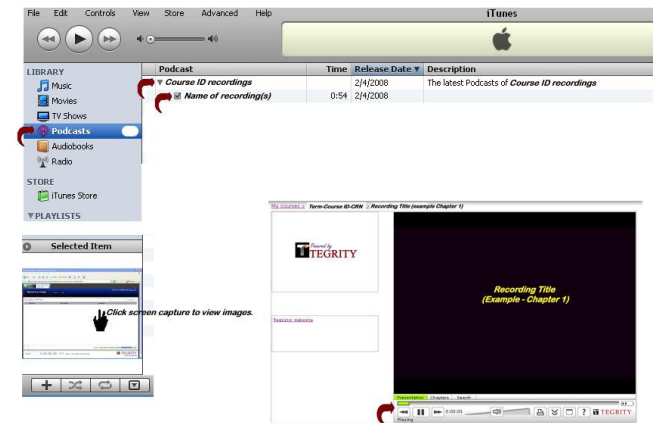 File Edit Controls View Store Advanced Help
iTunes
LIBRARY
Music
Movies
TV Shows
Podcasts
Audiobooks
Radio
STORE
iTunes Store
PLAYLISTS
Podcast Time Release Date Description
Course ID recordings 2/4/2008 The latest Podcasts of Course ID recordings
Name of recording(s) 0:54 2/4/2008
Selected Item
Click screen capture to view images.
My courses > Term-Course ID-CRN > Recording Title (example Chapter 1)
Powered by
TEGRITY
Tegrity Website
Recording Title
(Example - Chapter 1)
Presentation Chapters Search
0:00:02
TEGRITY
Playing